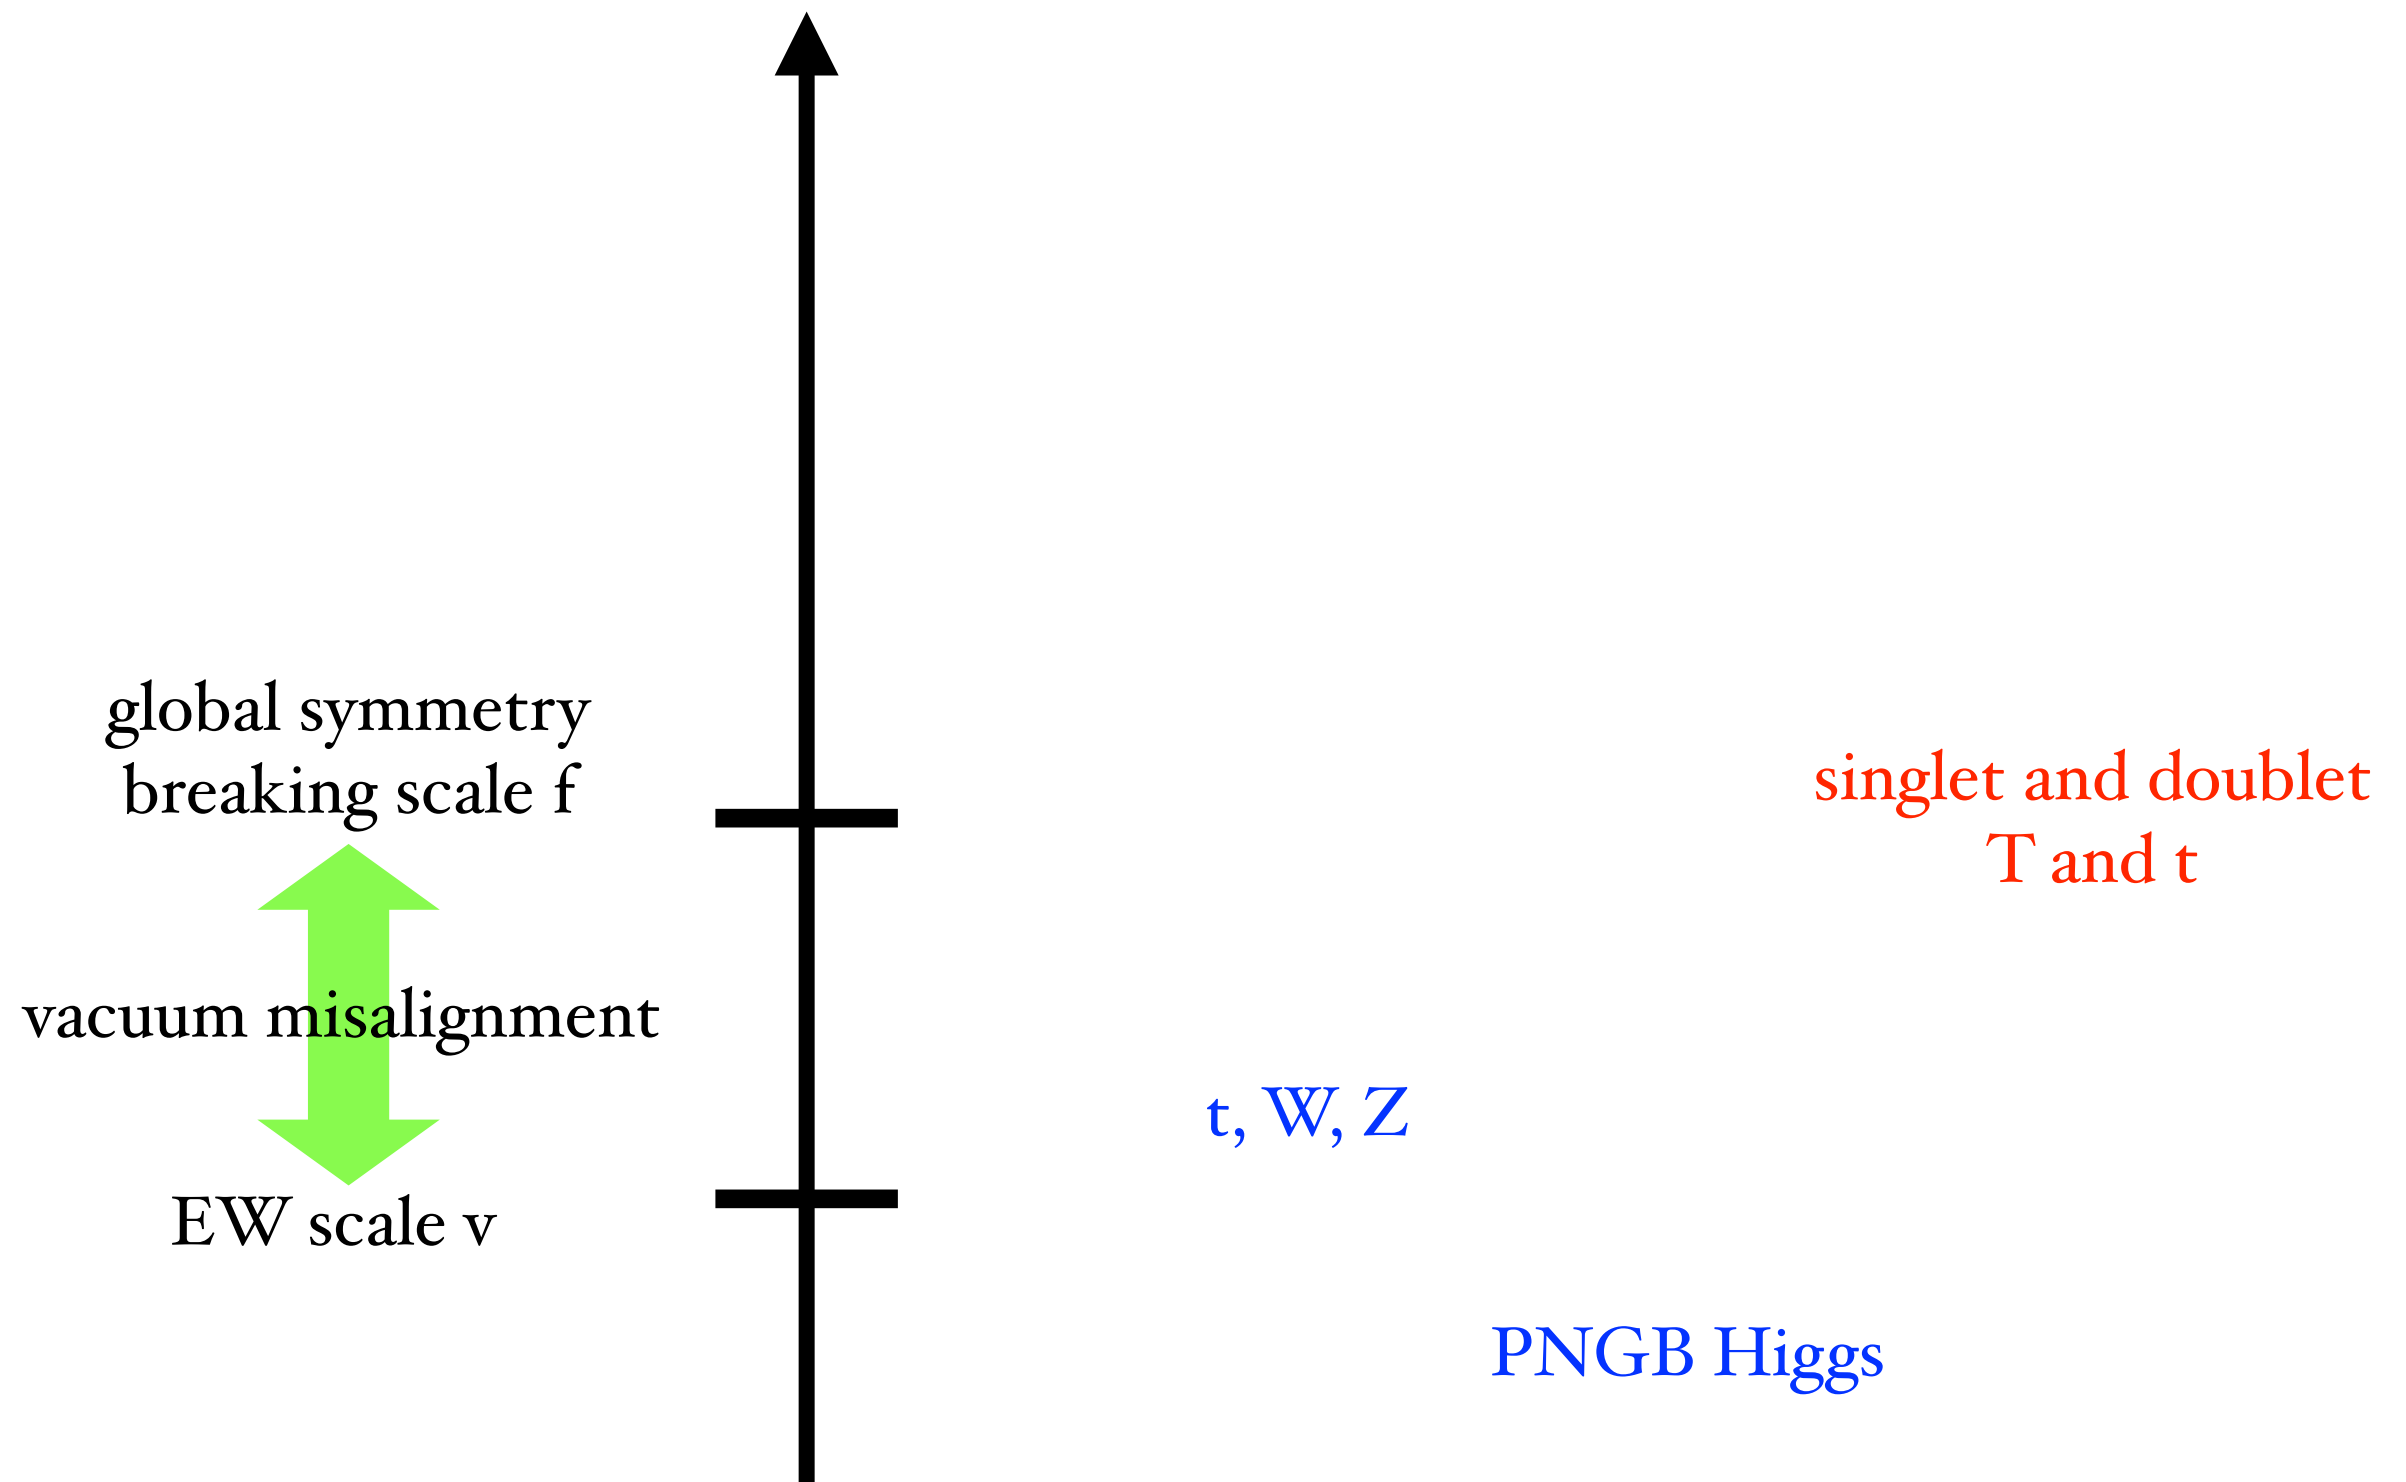 global symmetry
breaking scale f
singlet and doublet
T and t
vacuum misalignment
t, W, Z
EW scale v
PNGB Higgs